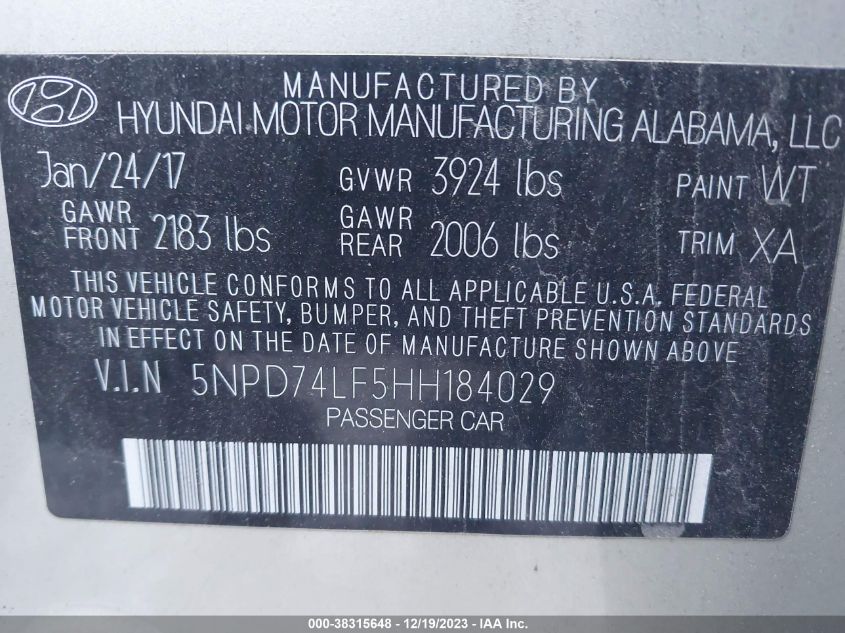 MANUFACTURED BY
HYUNDAI MOTOR MANUFACTURING ALABAMA, LLC
Jan/24/17 GVWR 3924 lbs PAINT WT
GAWR FRONT 2183 lbs GAWR REAR 2006 lbs TRIM XA
THIS VEHICLE CONFORMS TO ALL APPLICABLE U.S.A. FEDERAL
MOTOR VEHICLE SAFETY, BUMPER, AND THEFT PREVENTION STANDARDS
IN EFFECT ON THE DATE OF MANUFACTURE SHOWN ABOVE
V.I.N 5NPD74LF5HH184029
PASSENGER CAR
000-38315648 - 12/19/2023 - IAA Inc.